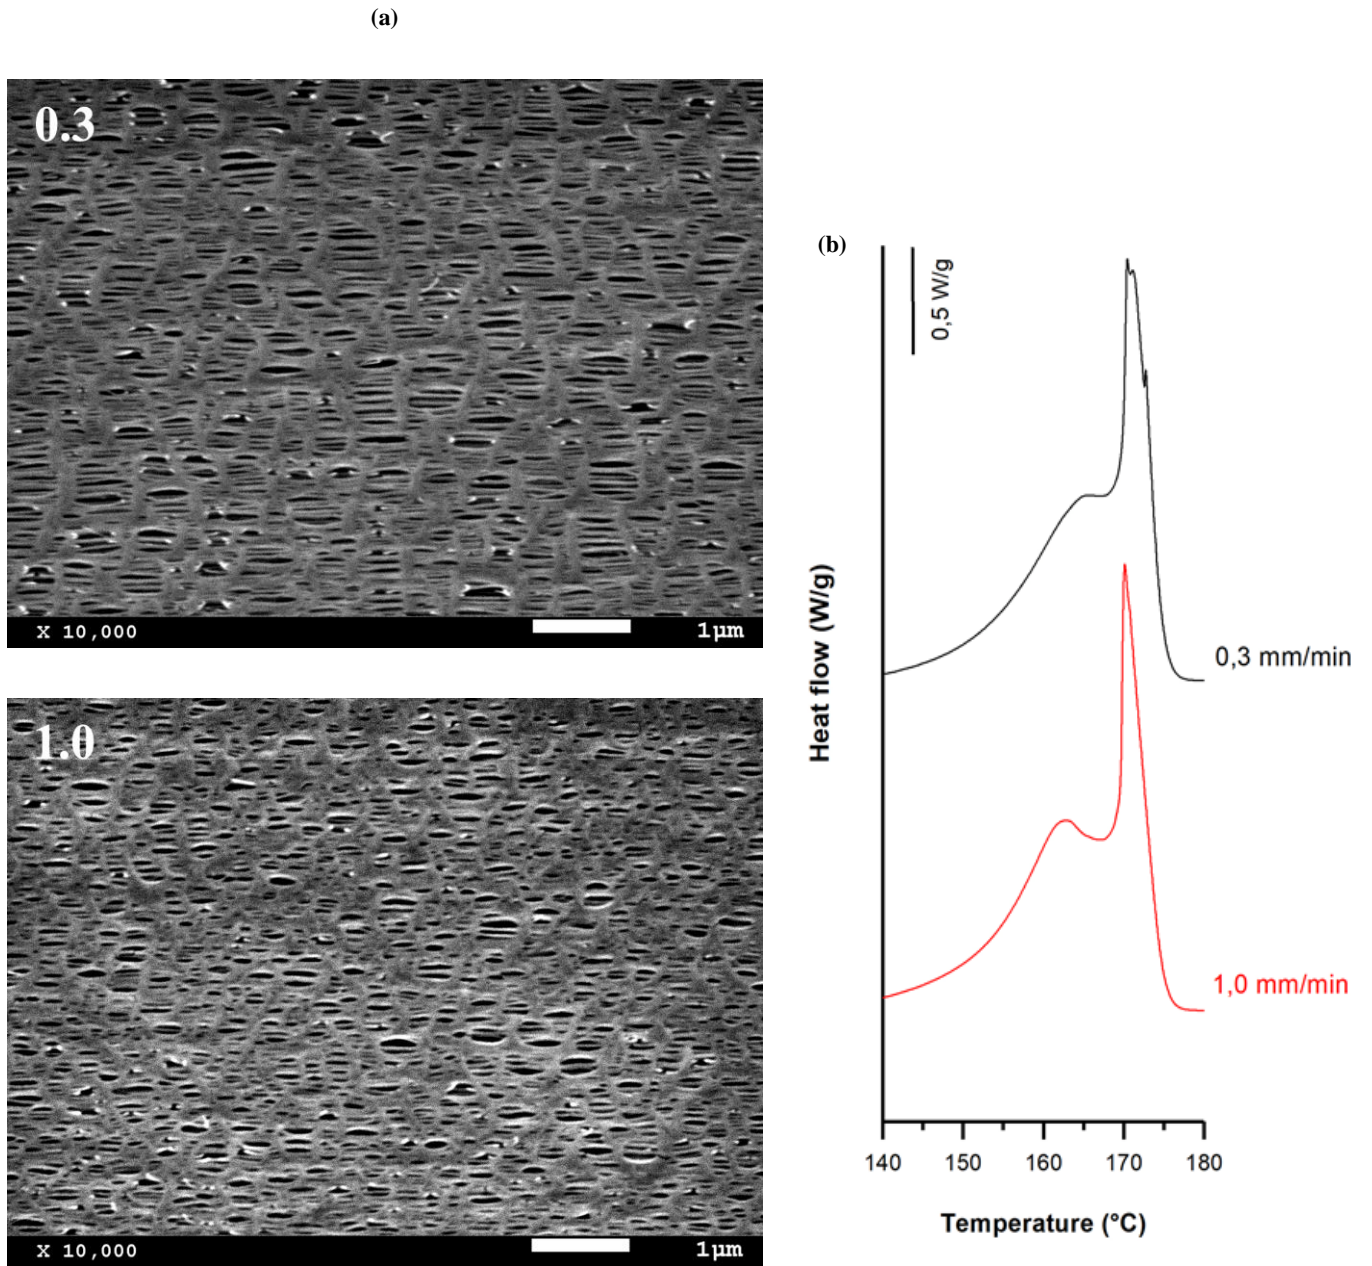 (a)
0.3
X 10,000 1µm
1.0
X 10,000 1µm
(b)
0,5 W/g
Heat flow (W/g)
0,3 mm/min
1,0 mm/min
140 150 160 170 180
Temperature (°C)